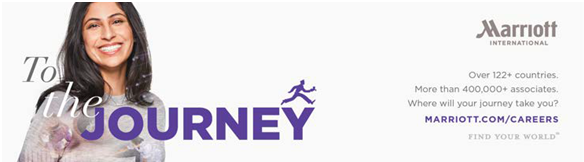 To
the
JOURNEY
Marriott
INTERNATIONAL
Over 122+ countries.
More than 400,000+ associates.
Where will your journey take you?
MARRIOTT.COM/CAREERS
FIND YOUR WORLD™